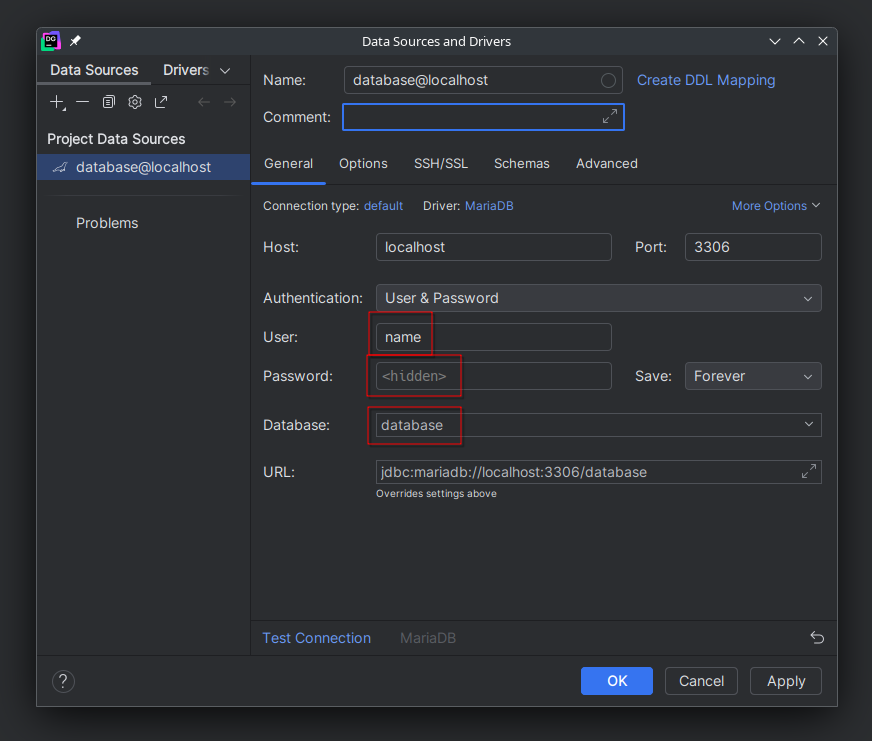 DG
Data Sources and Drivers
Data Sources Drivers
Project Data Sources
database@localhost
Problems
Name: database@localhost Create DDL Mapping
Comment:
General Options SSH/SSL Schemas Advanced
Connection type: default Driver: MariaDB More Options
Host: localhost Port: 3306
Authentication: User & Password
User: name
Password: <hidden> Save: Forever
Database: database
URL: jdbc:mariadb://localhost:3306/database
Overrides settings above
Test Connection MariaDB
? OK Cancel Apply